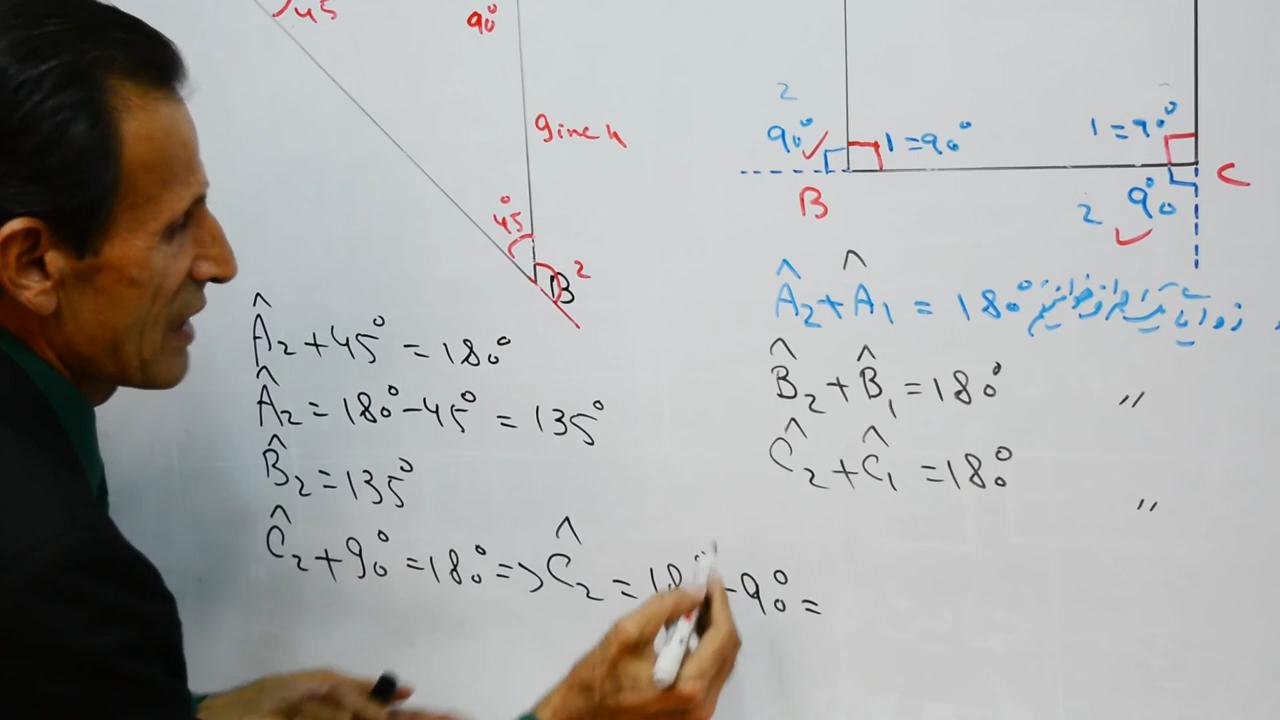 45
90°
9 inch
45°
B 2
2
90°
1 = 90°
B
1 = 90°
C
2 90°
Â2 + Â1 = 180°
B̂2 + B̂1 = 180° "
Ĉ2 + Ĉ1 = 180° "
Â2 + 45° = 180°
Â2 = 180° - 45° = 135°
B̂2 = 135°
Ĉ2 + 90° = 180° => Ĉ2 = 180° - 90° =